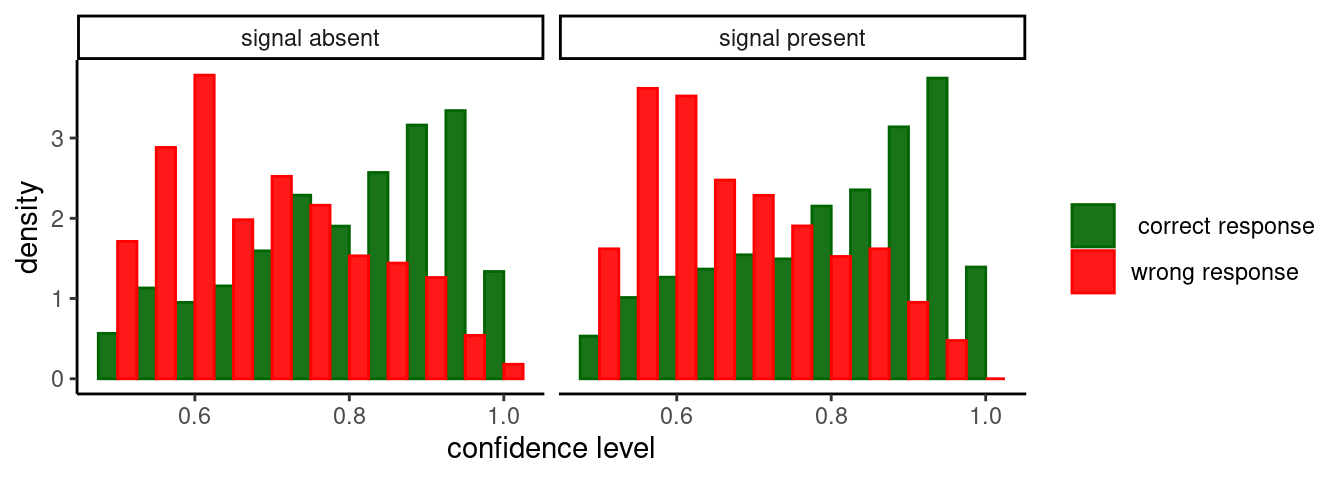 signal absent
signal present
density
3
2
1
0
0.6
0.8
1.0
0.6
0.8
1.0
confidence level
correct response
wrong response